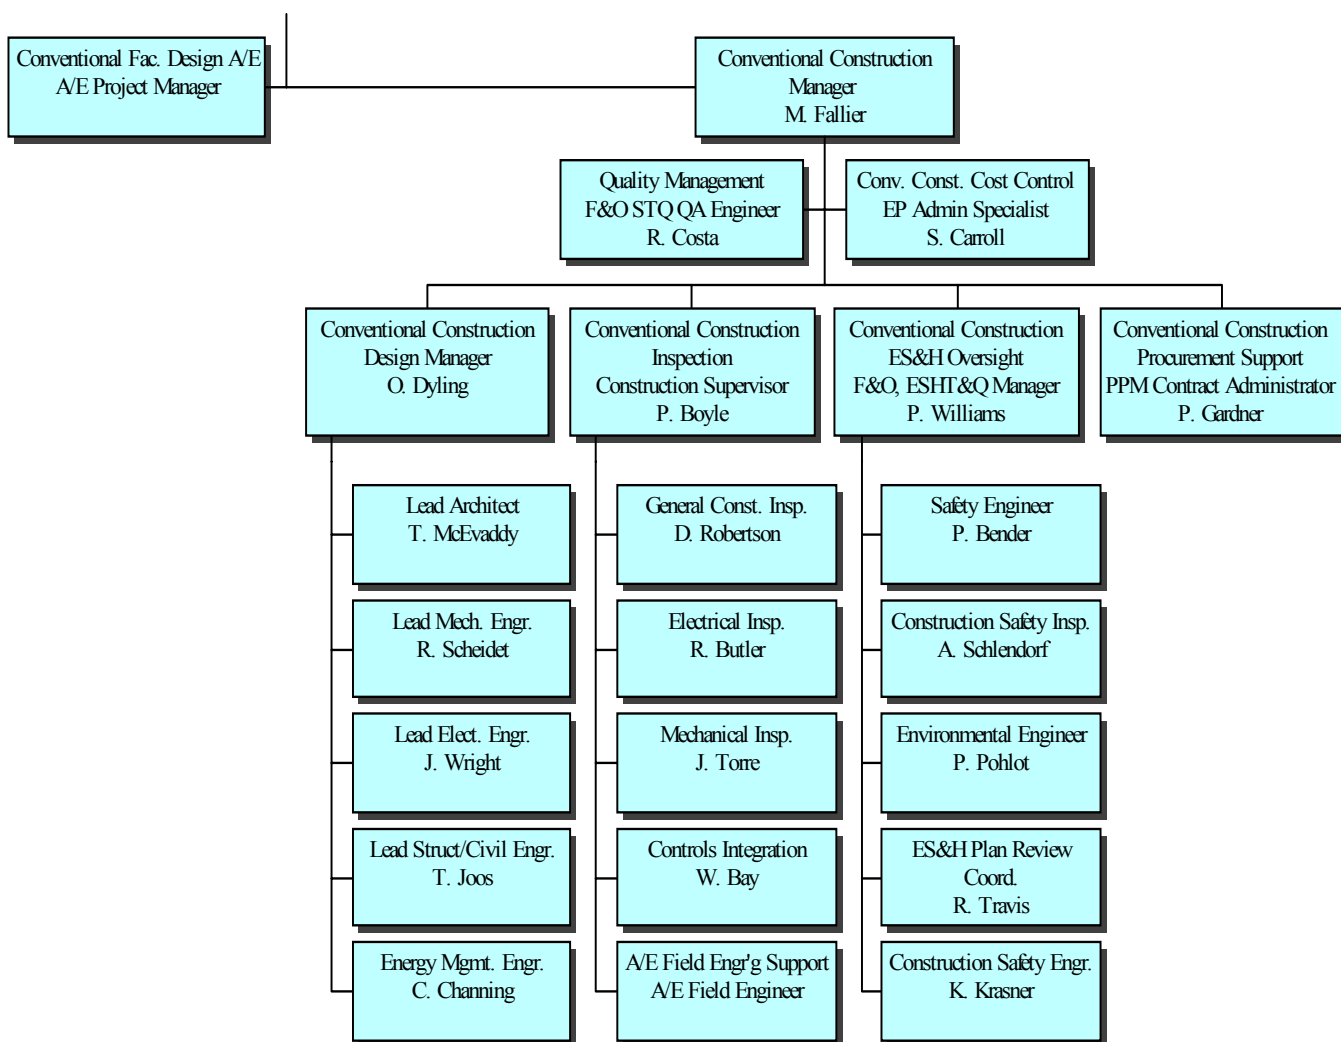 Conventional Fac. Design A/E
A/E Project Manager
Conventional Construction
Manager
M. Fallier
Quality Management
F&O STQ QA Engineer
R. Costa
Conv. Const. Cost Control
EP Admin Specialist
S. Carroll
Conventional Construction
Design Manager
O. Dyling
Conventional Construction
Inspection
Construction Supervisor
P. Boyle
Conventional Construction
ES&H Oversight
F&O, ESHT&Q Manager
P. Williams
Conventional Construction
Procurement Support
PPM Contract Administrator
P. Gardner
Lead Architect
T. McEvaddy
Lead Mech. Engr.
R. Scheidet
Lead Elect. Engr.
J. Wright
Lead Struct/Civil Engr.
T. Joos
Energy Mgmt. Engr.
C. Channing
General Const. Insp.
D. Robertson
Electrical Insp.
R. Butler
Mechanical Insp.
J. Torre
Controls Integration
W. Bay
A/E Field Engr'g Support
A/E Field Engineer
Safety Engineer
P. Bender
Construction Safety Insp.
A. Schlendorf
Environmental Engineer
P. Pohlot
ES&H Plan Review
Coord.
R. Travis
Construction Safety Engr.
K. Krasner